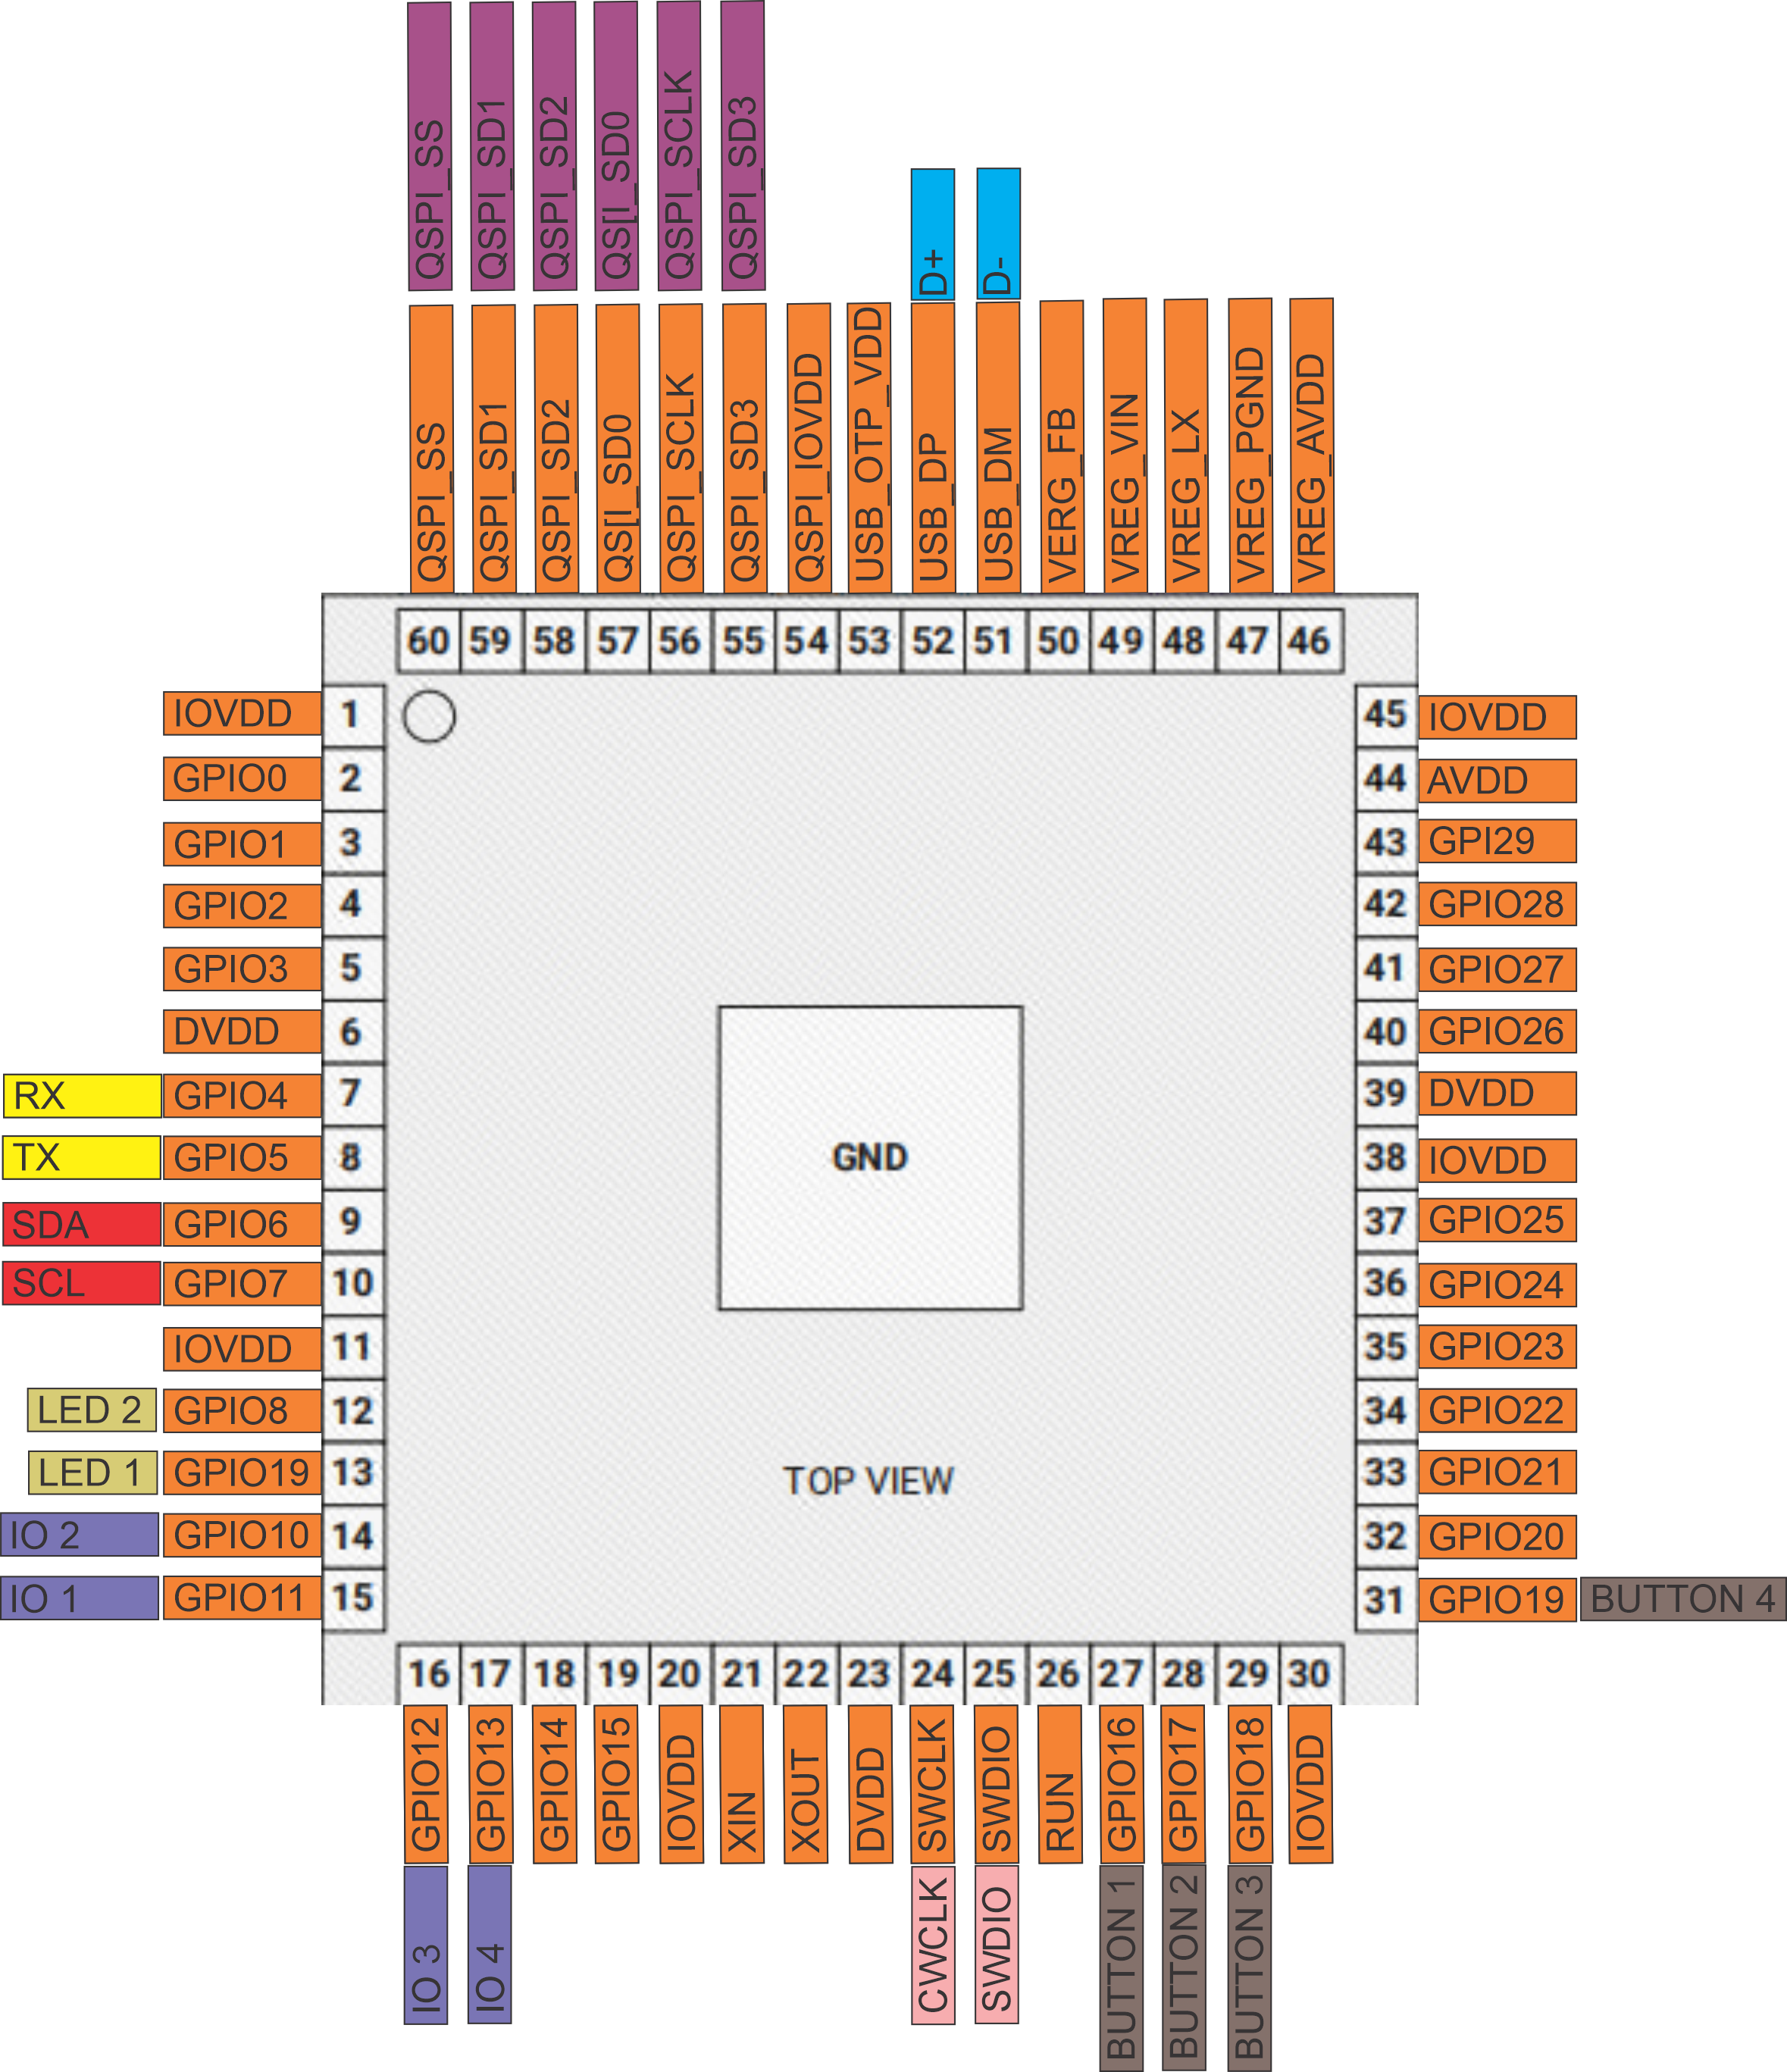 QSPI_SS
QSPI_SD1
QSPI_SD2
QS[I_SD0
QSPI_SCLK
QSPI_SD3
D+
D-
QSPI_SS
QSPI_SD1
QSPI_SD2
QS[I_SD0
QSPI_SCLK
QSPI_SD3
QSPI_IOVDD
USB_OTP_VDD
USB_DP
USB_DM
VERG_FB
VREG_VIN
VREG_LX
VREG_PGND
VREG_AVDD
60 59 58 57 56 55 54 53 52 51 50 49 48 47 46
IOVDD 1
GPIO0 2
GPIO1 3
GPIO2 4
GPIO3 5
DVDD 6
RX GPIO4 7
TX GPIO5 8
SDA GPIO6 9
SCL GPIO7 10
IOVDD 11
LED 2 GPIO8 12
LED 1 GPIO19 13
IO 2 GPIO10 14
IO 1 GPIO11 15
GND
TOP VIEW
45 IOVDD
44 AVDD
43 GPI29
42 GPIO28
41 GPIO27
40 GPIO26
39 DVDD
38 IOVDD
37 GPIO25
36 GPIO24
35 GPIO23
34 GPIO22
33 GPIO21
32 GPIO20
31 GPIO19 BUTTON 4
16 17 18 19 20 21 22 23 24 25 26 27 28 29 30
GPIO12
GPIO13
GPIO14
GPIO15
IOVDD
XIN
XOUT
DVDD
SWCLK
SWDIO
RUN
GPIO16
GPIO17
GPIO18
IOVDD
IO 3
IO 4
CWCLK
SWDIO
BUTTON 1
BUTTON 2
BUTTON 3